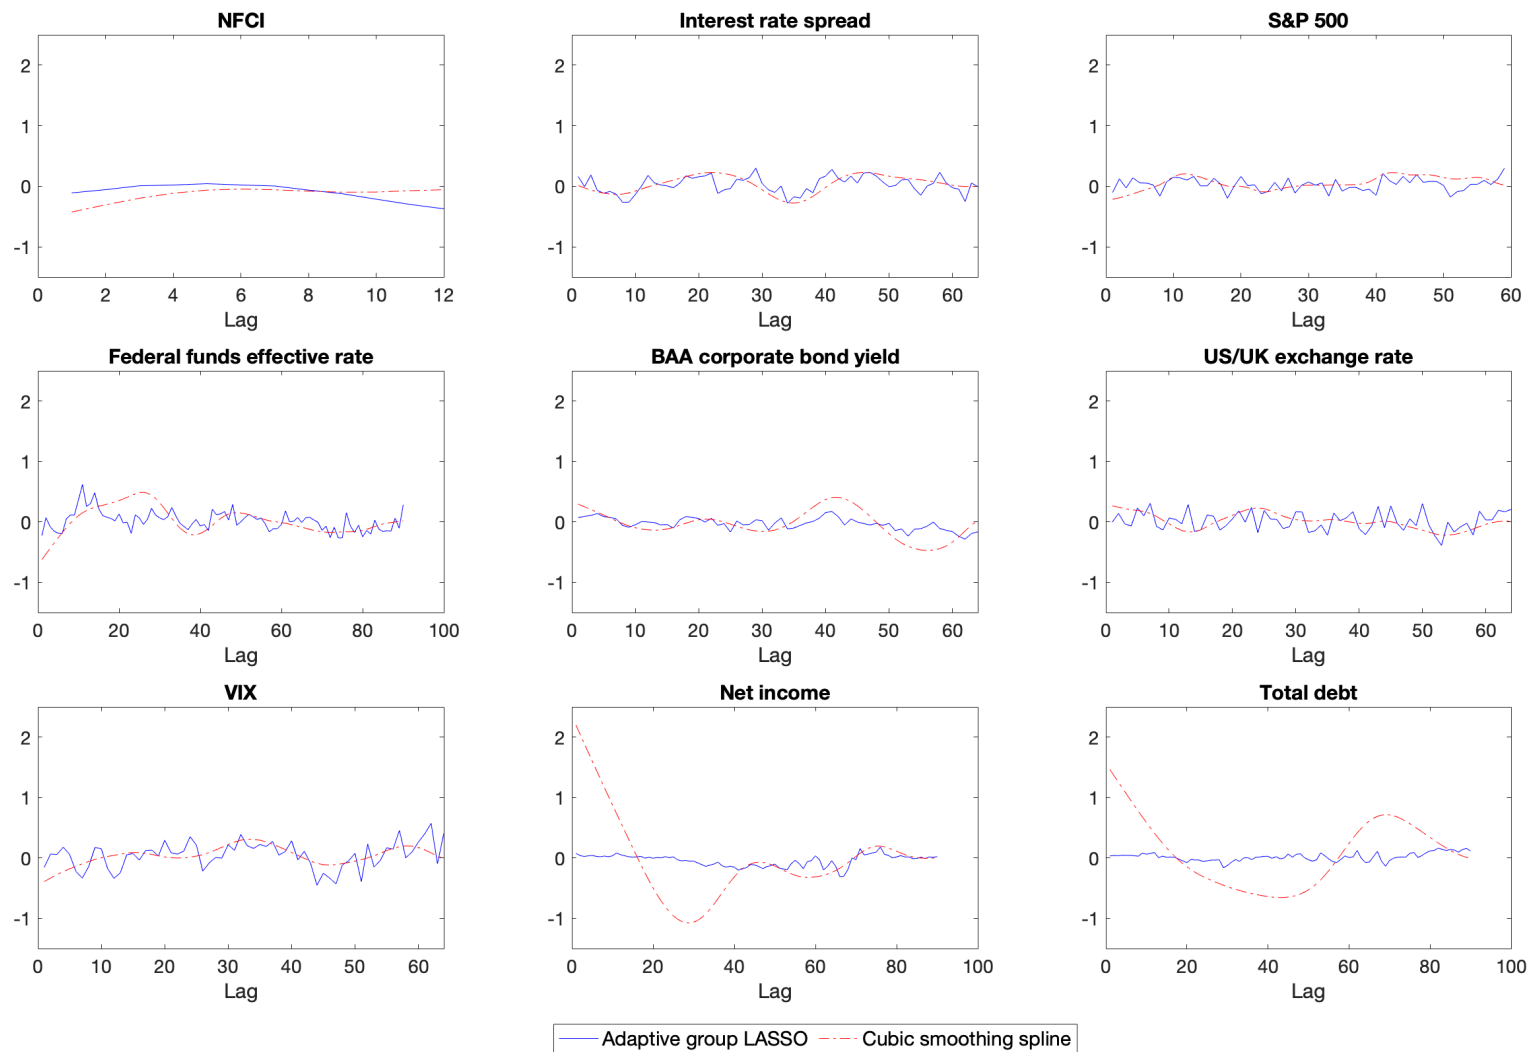 NFCI
Interest rate spread
S&P 500
2
1
0
-1
0 2 4 6 8 10 12
Lag
2
1
0
-1
0 10 20 30 40 50 60
Lag
2
1
0
-1
0 10 20 30 40 50 60
Lag
Federal funds effective rate
BAA corporate bond yield
US/UK exchange rate
2
1
0
-1
0 20 40 60 80 100
Lag
2
1
0
-1
0 10 20 30 40 50 60
Lag
2
1
0
-1
0 10 20 30 40 50 60
Lag
VIX
Net income
Total debt
2
1
0
-1
0 10 20 30 40 50 60
Lag
2
1
0
-1
0 20 40 60 80 100
Lag
2
1
0
-1
0 20 40 60 80 100
Lag
Adaptive group LASSO Cubic smoothing spline